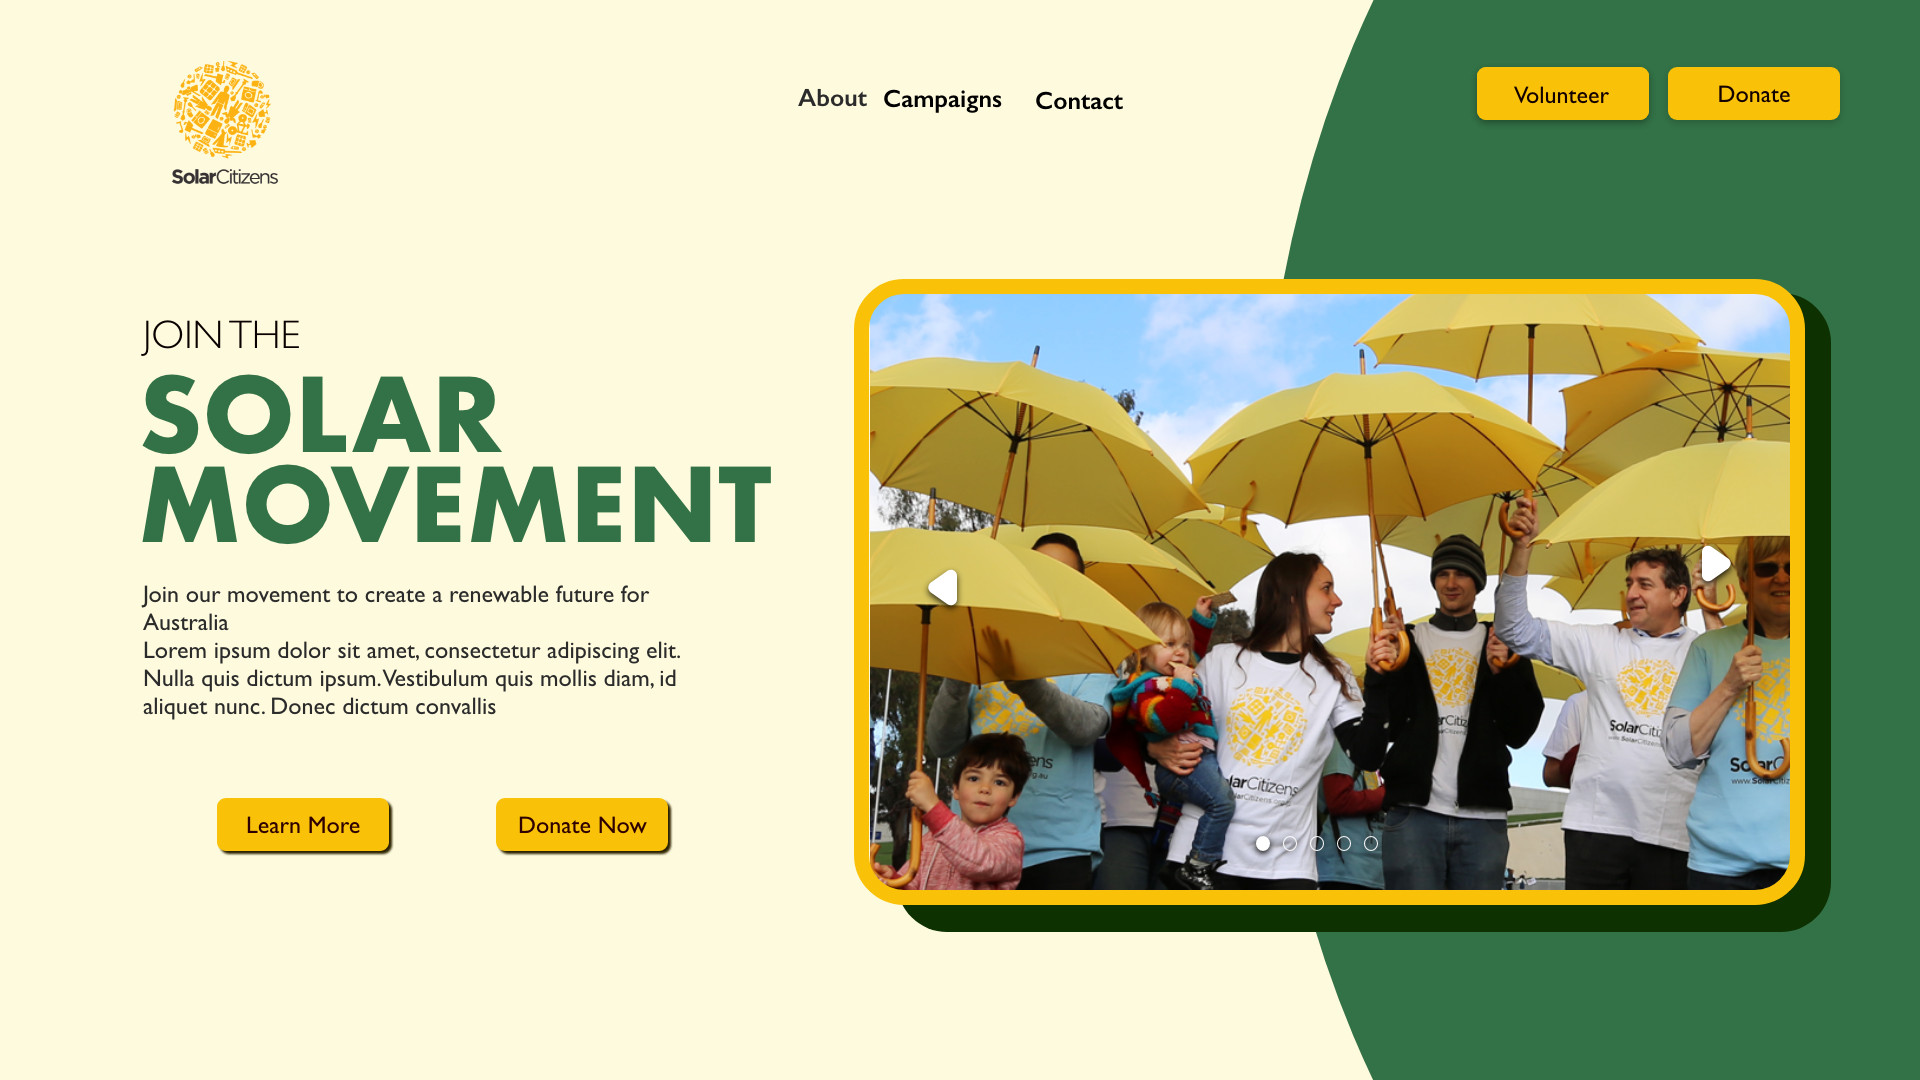 About Campaigns Contact
Volunteer
Donate
SolarCitizens
JOIN THE
SOLAR
MOVEMENT
Join our movement to create a renewable future for
Australia
Lorem ipsum dolor sit amet, consectetur adipiscing elit.
Nulla quis dictum ipsum. Vestibulum quis mollis diam, id
aliquet nunc. Donec dictum convallis
Learn More
Donate Now
larCitizens
SolarCiti
SolarC